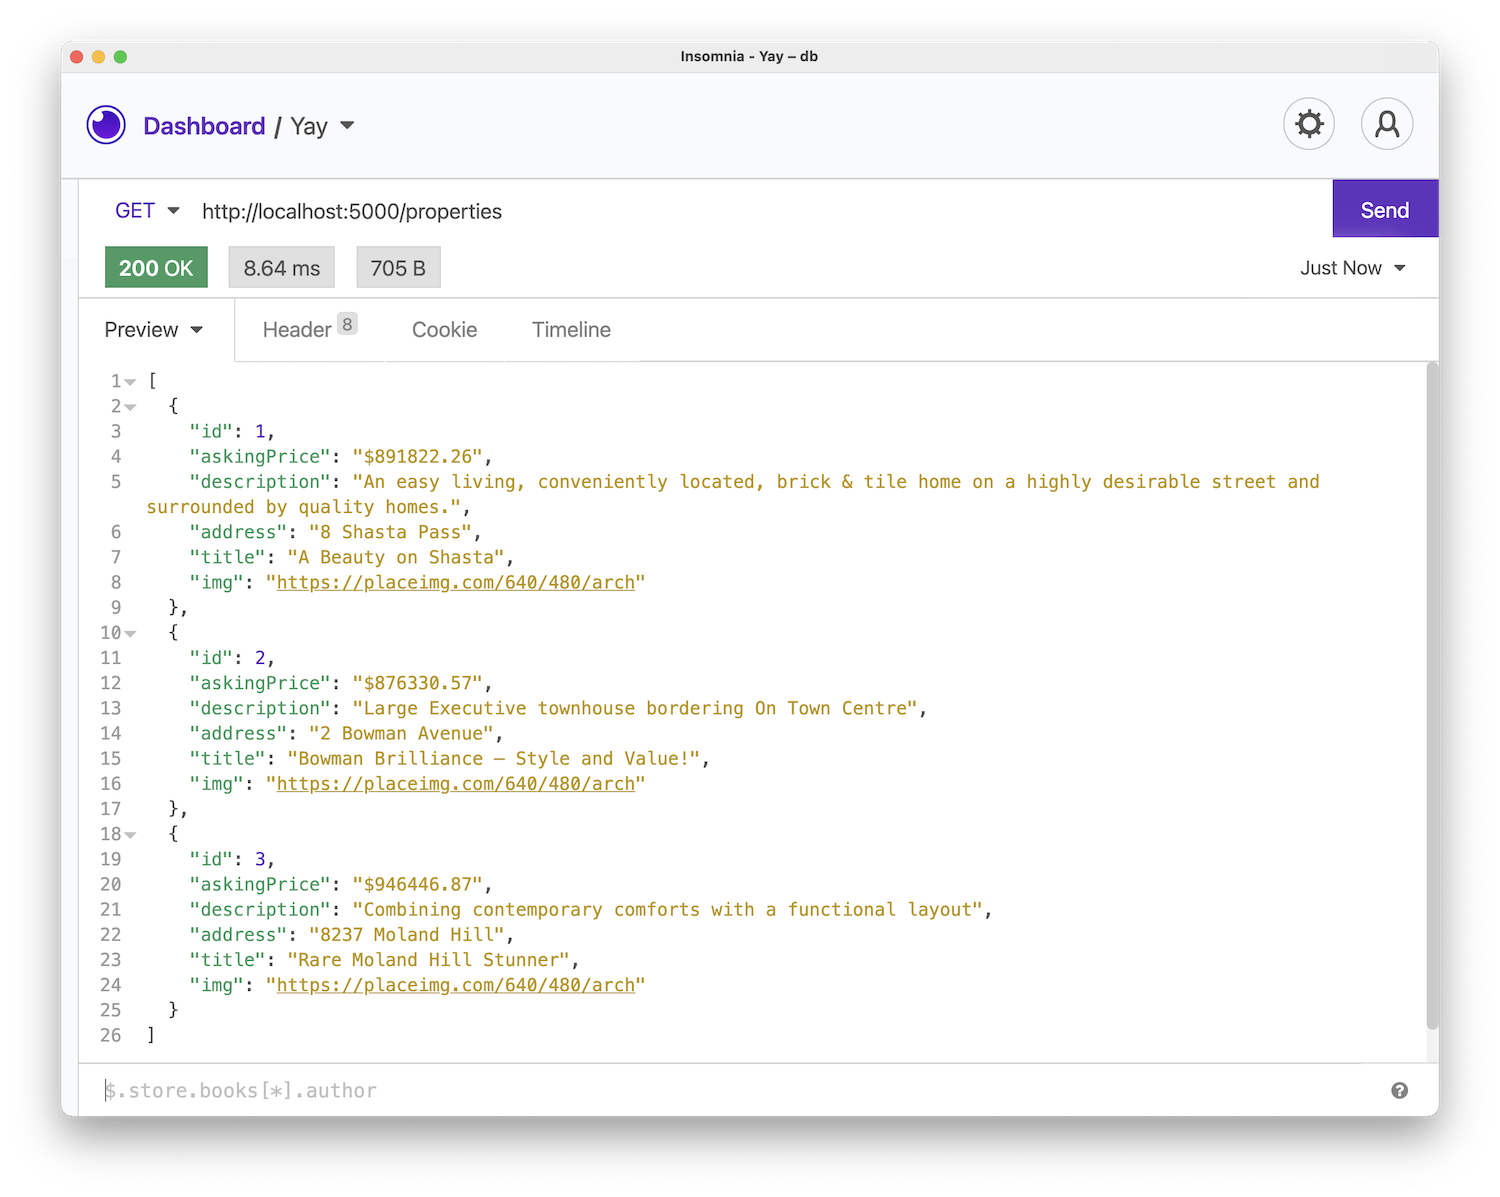 Insomnia - Yay – db
Dashboard / Yay
GET http://localhost:5000/properties Send
200 OK 8.64 ms 705 B Just Now
Preview Header 8 Cookie Timeline
1 [
2 {
3 "id": 1,
4 "askingPrice": "$891822.26",
5 "description": "An easy living, conveniently located, brick & tile home on a highly desirable street and
surrounded by quality homes.",
6 "address": "8 Shasta Pass",
7 "title": "A Beauty on Shasta",
8 "img": "https://placeimg.com/640/480/arch"
9 },
10 {
11 "id": 2,
12 "askingPrice": "$876330.57",
13 "description": "Large Executive townhouse bordering On Town Centre",
14 "address": "2 Bowman Avenue",
15 "title": "Bowman Brilliance – Style and Value!",
16 "img": "https://placeimg.com/640/480/arch"
17 },
18 {
19 "id": 3,
20 "askingPrice": "$946446.87",
21 "description": "Combining contemporary comforts with a functional layout",
22 "address": "8237 Moland Hill",
23 "title": "Rare Moland Hill Stunner",
24 "img": "https://placeimg.com/640/480/arch"
25 }
26 ]
$.store.books[*].author ?